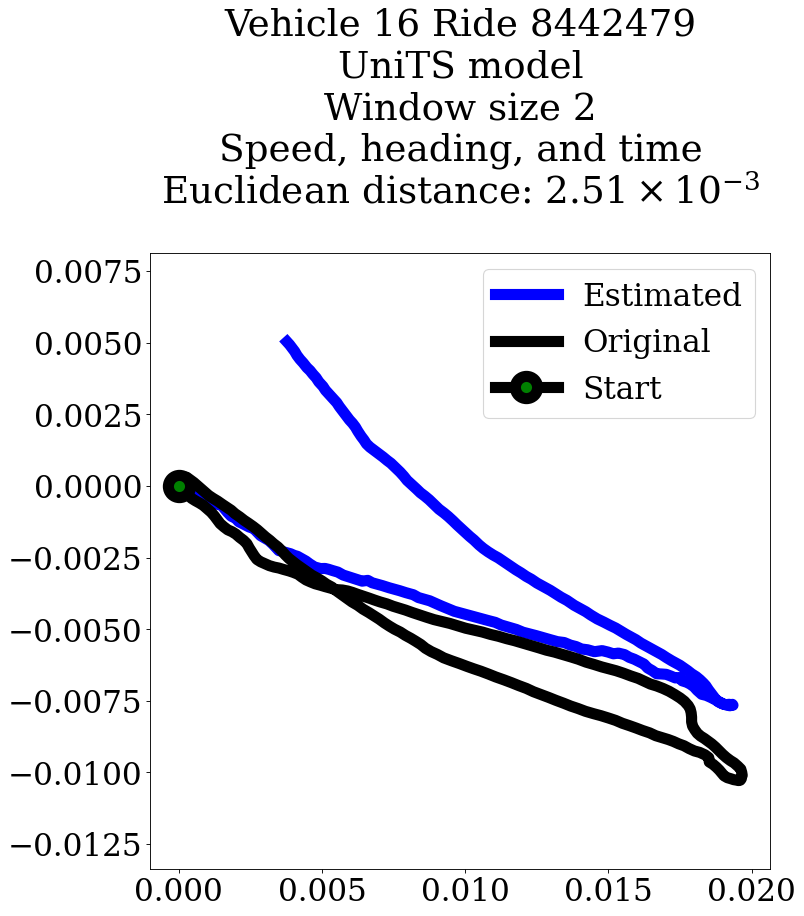 Vehicle 16 Ride 8442479
UniTS model
Window size 2
Speed, heading, and time
Euclidean distance: 2.51 × 10⁻³
Estimated
Original
Start
0.0075
0.0050
0.0025
0.0000
−0.0025
−0.0050
−0.0075
−0.0100
−0.0125
0.000 0.005 0.010 0.015 0.020